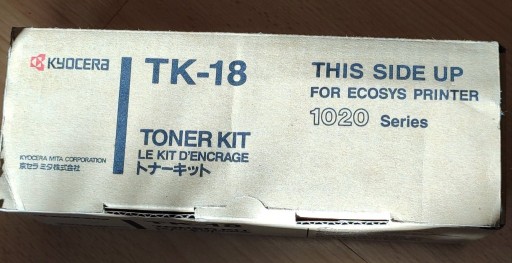 KYOCERA
TK-18
THIS SIDE UP
FOR ECOSYS PRINTER
1020 Series
TONER KIT
LE KIT D'ENCRAGE
トナーキット
KYOCERA MITA CORPORATION
京セラ ミタ株式会社